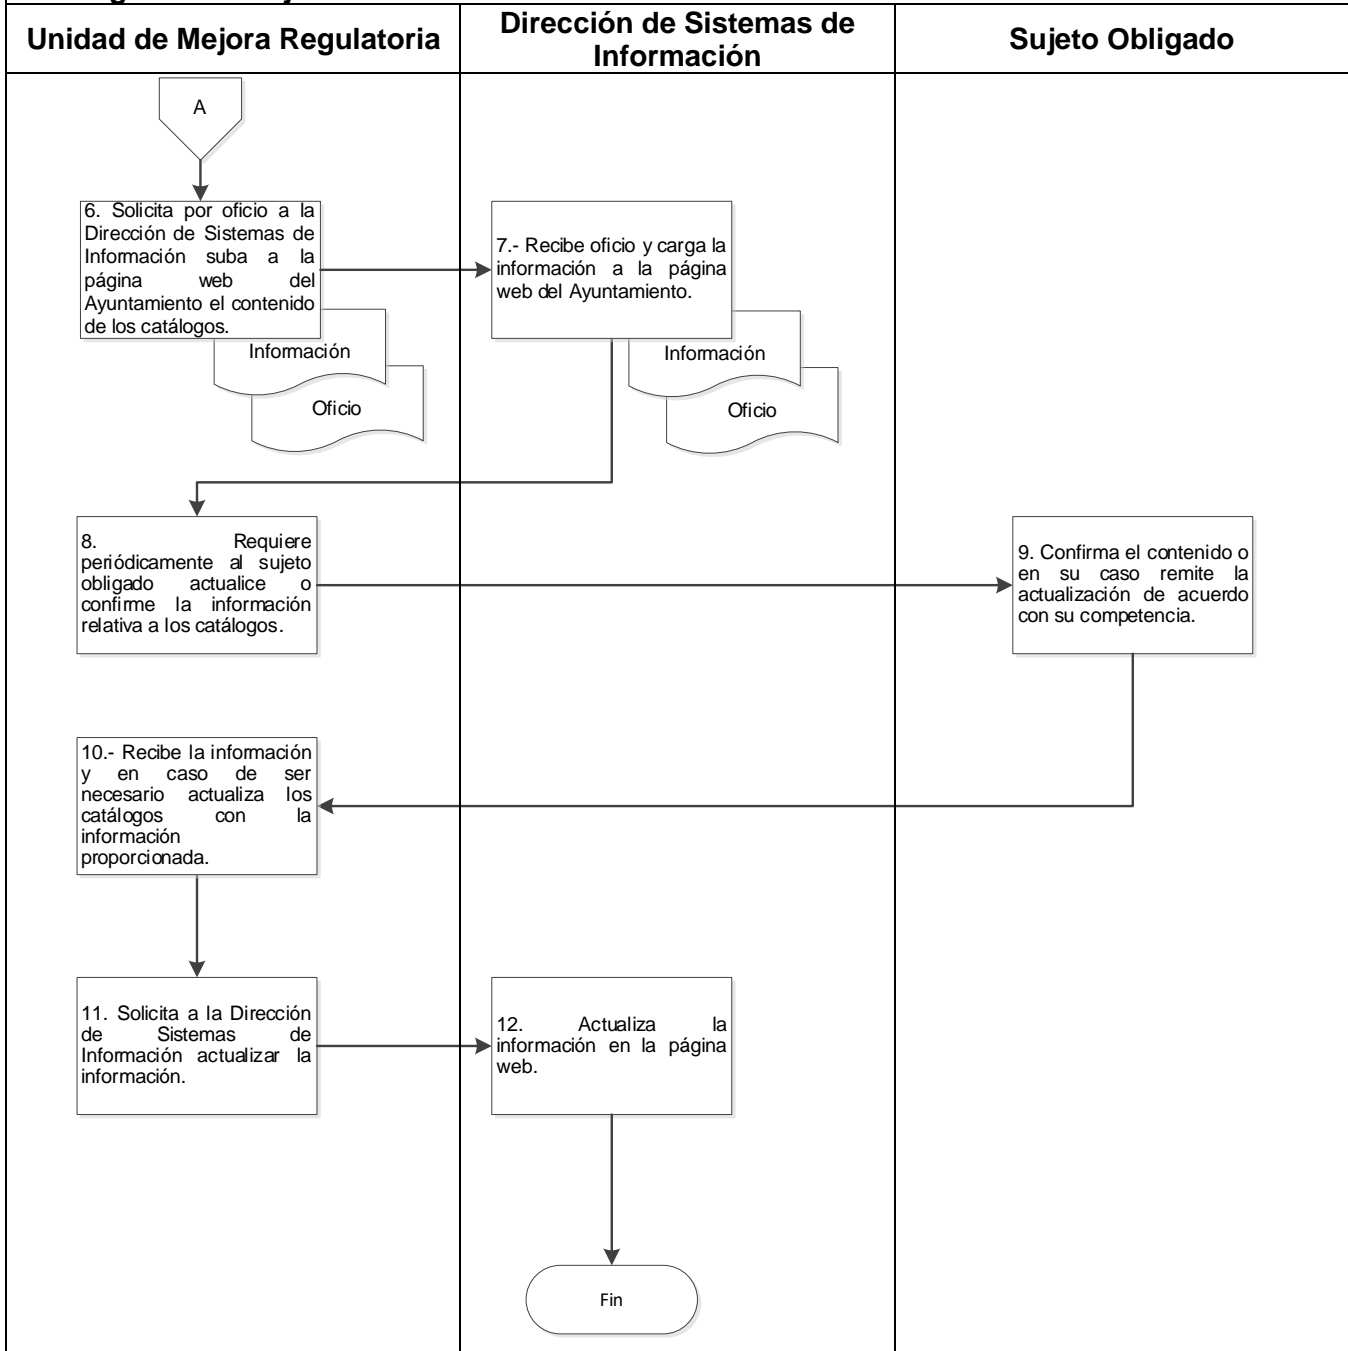 Unidad de Mejora Regulatoria
Dirección de Sistemas de
Información
Sujeto Obligado
A
6. Solicita por oficio a la
Dirección de Sistemas de
Información suba a la
página web del
Ayuntamiento el contenido
de los catálogos.
Información
Oficio
7.- Recibe oficio y carga la
información a la página
web del Ayuntamiento.
Información
Oficio
8. Requiere
periódicamente al sujeto
obligado actualice o
confirme la información
relativa a los catálogos.
9. Confirma el contenido o
en su caso remite la
actualización de acuerdo
con su competencia.
10.- Recibe la información
y en caso de ser
necesario actualiza los
catálogos con la
información
proporcionada.
11. Solicita a la Dirección
de Sistemas de
Información actualizar la
información.
12. Actualiza la
información en la página
web.
Fin